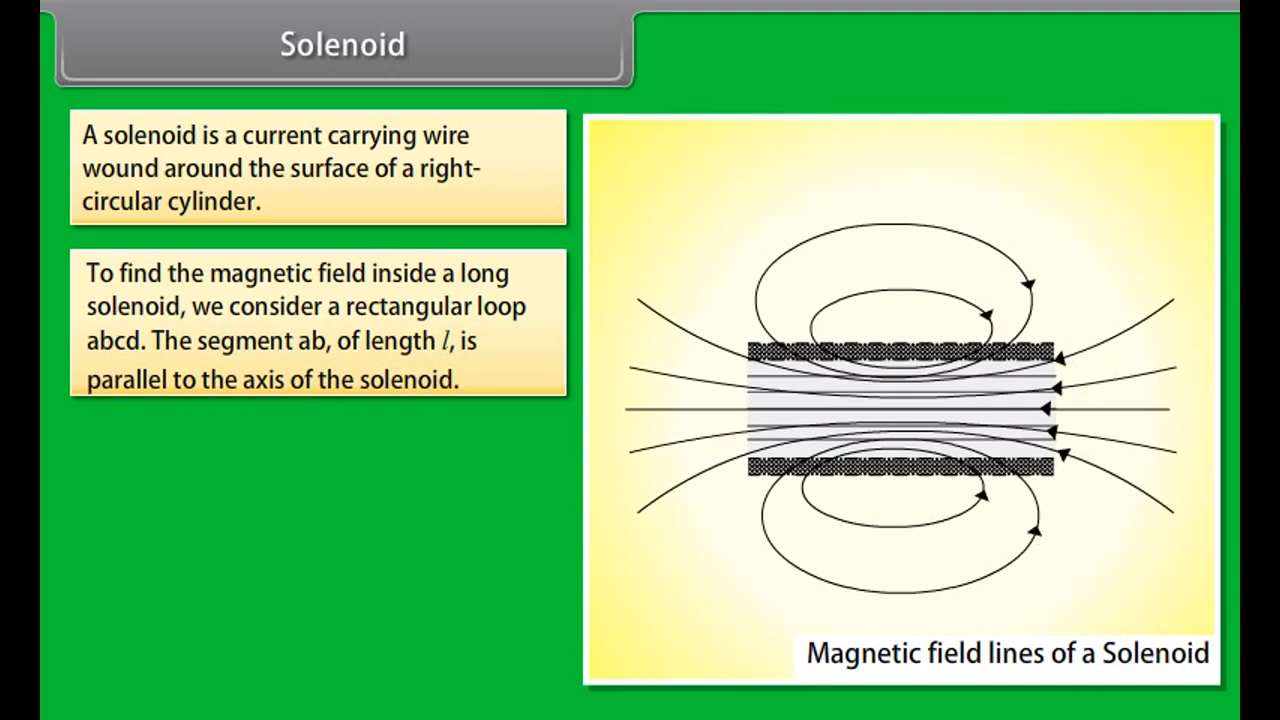 Solenoid
A solenoid is a current carrying wire
wound around the surface of a right-
circular cylinder.
To find the magnetic field inside a long
solenoid, we consider a rectangular loop
abcd. The segment ab, of length l, is
parallel to the axis of the solenoid.
Magnetic field lines of a Solenoid